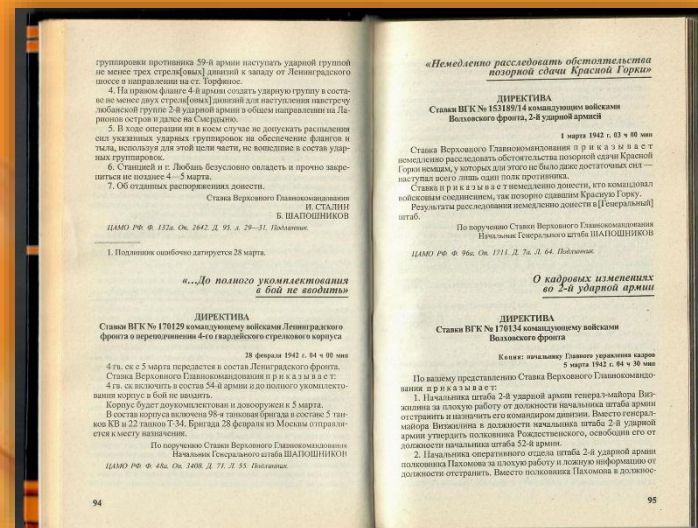 группировки противника 59-й армии наступать ударной группой
не менее трех стрелк[овых] дивизий к западу от Ленинградского
шоссе в направлении на ст. Торфиное.
4. На правом фланге 4-й армии создать ударную группу в соста-
ве не менее двух стрелк[овых] дивизий для наступления навстречу
любанской группе 2-й ударной армии в общем направлении на Ла-
рионов остров и далее на Смердыню.
5. В ходе операции ни в коем случае не допускать распыления
сил указанных ударных группировок на обеспечение флангов и
тыла, используя для этой цели части, не вошедшие в состав удар-
ных группировок.
6. Станцией и г. Любань безусловно овладеть и прочно закре-
питься не позднее 4—5 марта.
7. Об отданных распоряжениях донести.
Ставка Верховного Главнокомандования
И. СТАЛИН
Б. ШАПОШНИКОВ
ЦАМО РФ. Ф. 132а. Оп. 2642. Д. 95. л. 29—31. Подлинник.
1. Подлинник ошибочно датируется 28 марта.
«...До полного укомплектования
в бой не вводить»
ДИРЕКТИВА
Ставки ВГК № 170129 командующему войсками Ленинградского
фронта о переподчинении 4-го гвардейского стрелкового корпуса
28 февраля 1942 г. 04 ч 00 мин
4 гв. ск с 5 марта передается в состав Ленинградского фронта.
Ставка Верховного Главнокомандования приказывает:
4 гв. ск включить в состав 54-й армии и до полного укомплекто-
вания корпус в бой не вводить.
Корпус будет доукомплектован и довооружен к 5 марта.
В состав корпуса включена 98-я танковая бригада в составе 5 тан-
ков КВ и 22 танков Т-34. Бригада 28 февраля из Москвы отправля-
ется к месту назначения.
По поручению Ставки Верховного Главнокомандования
Начальник Генерального штаба ШАПОШНИКОВ
ЦАМО РФ. Ф. 48а. Оп. 3408. Д. 71. Л. 55. Подлинник.
94
«Немедленно расследовать обстоятельства
позорной сдачи Красной Горки»
ДИРЕКТИВА
Ставки ВГК № 153189/14 командующим войсками
Волховского фронта, 2-й ударной армией
1 марта 1942 г. 03 ч 00 мин
Ставка Верховного Главнокомандования приказывает
немедленно расследовать обстоятельства позорной сдачи Красной
Горки немцам, у которых для этого не было даже достаточных сил —
наступал всего лишь один полк противника.
Ставка приказывает немедленно донести, кто командовал
войсковым соединением, так позорно сдавшим Красную Горку.
Результаты расследования немедленно донести в [Генеральный]
штаб.
По поручению Ставки Верховного Главнокомандования
Начальник Генерального штаба ШАПОШНИКОВ
ЦАМО РФ. Ф. 96а. Оп. 1711. Д. 7а. Л. 64. Подлинник.
О кадровых изменениях
во 2-й ударной армии
ДИРЕКТИВА
Ставки ВГК № 170134 командующему войсками
Волховского фронта
Копия: начальнику Главного управления кадров
5 марта 1942 г. 04 ч 30 мин
По вашему представлению Ставка Верховного Главнокомандо-
вания приказывает:
1. Начальника штаба 2-й ударной армии генерал-майора Виз-
жилина за плохую работу от должности начальника штаба армии
отстранить и назначить его командиром дивизии. Вместо генерал-
майора Визжилина в должности начальника штаба 2-й ударной
армии утвердить полковника Рождественского, освободив его от
должности начальника штаба 52-й армии.
2. Начальника оперативного отдела штаба 2-й ударной армии
полковника Пахомова за плохую работу и ложную информацию от
должности отстранить. Вместо полковника Пахомова в должнос-
95